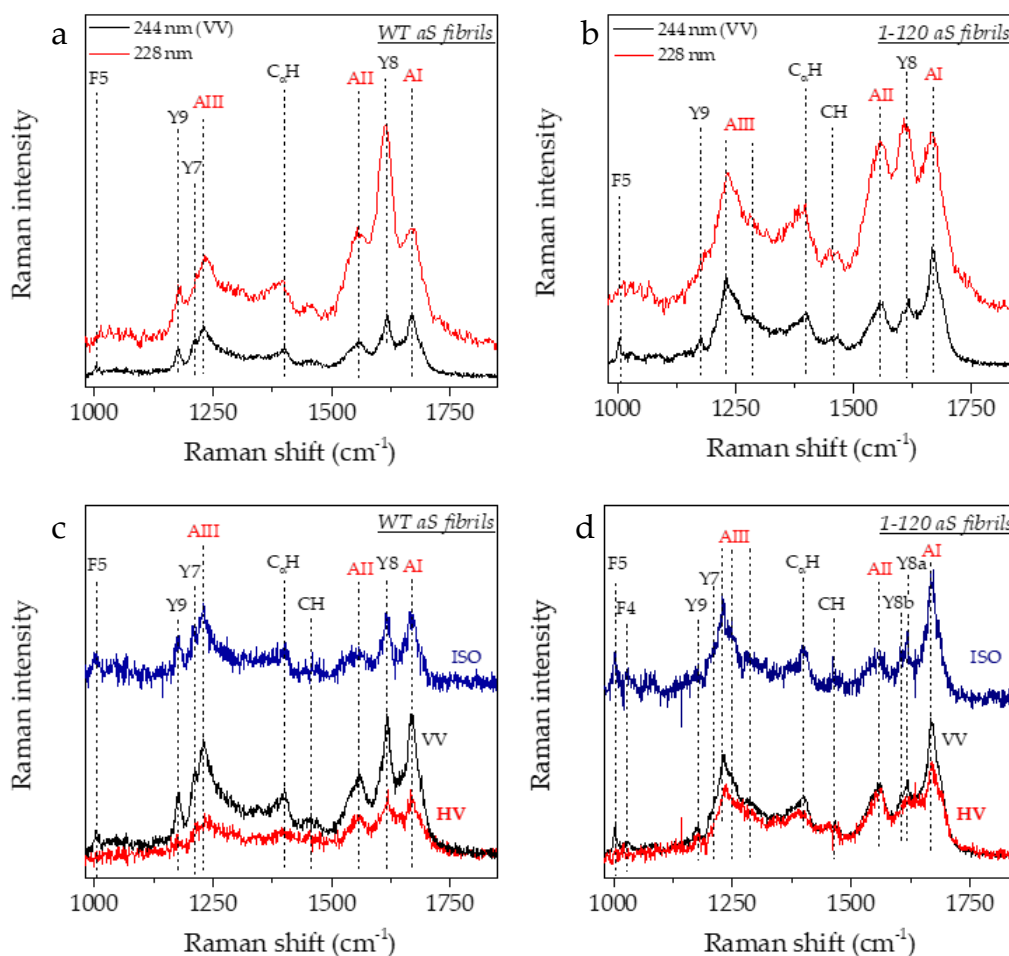 a
244 nm (VV)
228 nm
WT aS fibrils
F5
Y9
Y7
AIII
CαH
AII
Y8
AI
Raman intensity
1000 1250 1500 1750
Raman shift (cm-1)
b
244 nm (VV)
228 nm
1-120 aS fibrils
F5
Y9
AIII
CαH
CH
AII
Y8
AI
Raman intensity
1000 1250 1500 1750
Raman shift (cm-1)
c
WT aS fibrils
F5
Y9
Y7
AIII
CαH
CH
AII
Y8
AI
ISO
VV
HV
Raman intensity
1000 1250 1500 1750
Raman shift (cm-1)
d
1-120 aS fibrils
F5
F4
Y9
Y7
AIII
CαH
CH
AII
Y8b
Y8a
AI
ISO
VV
HV
Raman intensity
1000 1250 1500 1750
Raman shift (cm-1)